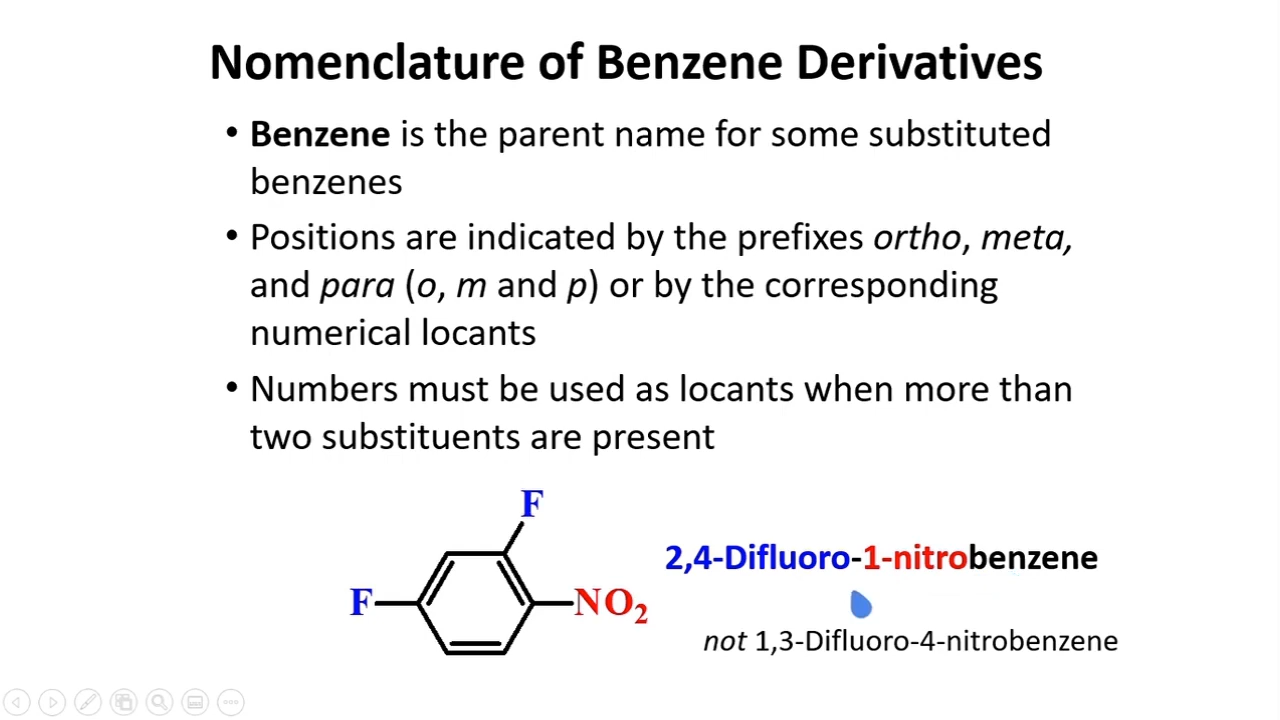 Nomenclature of Benzene Derivatives
• Benzene is the parent name for some substituted
benzenes
• Positions are indicated by the prefixes ortho, meta,
and para (o, m and p) or by the corresponding
numerical locants
• Numbers must be used as locants when more than
two substituents are present
F
2,4-Difluoro-1-nitrobenzene
F
NO₂
not 1,3-Difluoro-4-nitrobenzene